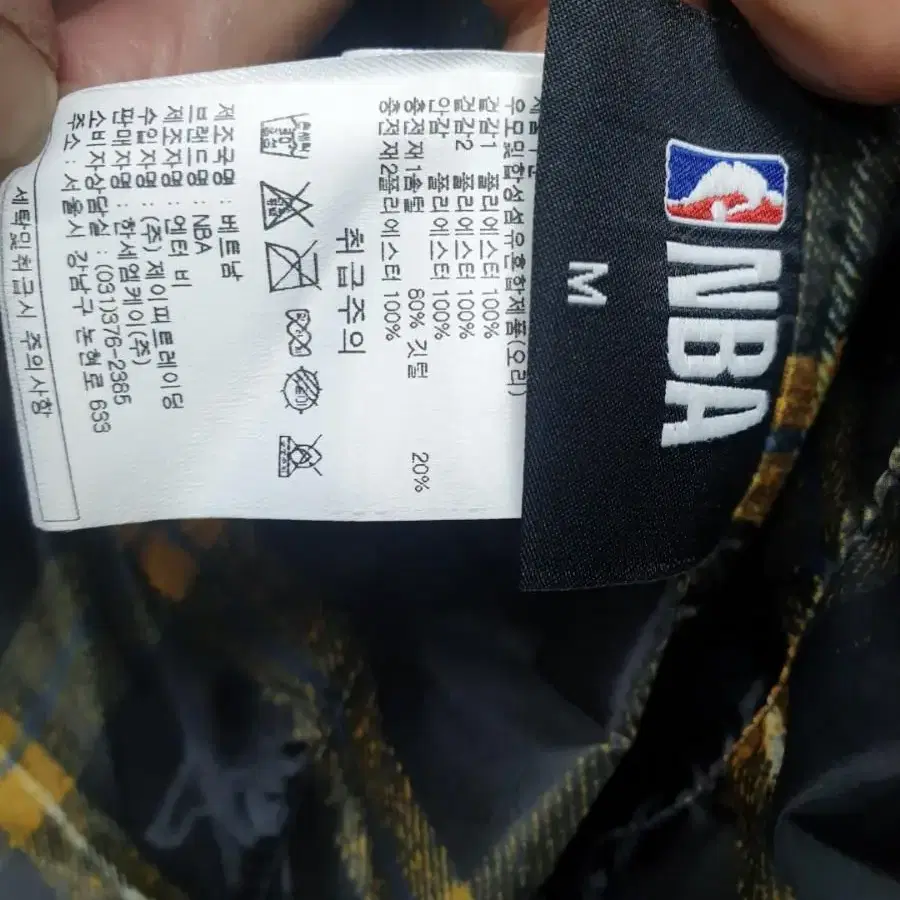 NBA
M
우모및합성섬유혼합제품(오리)
겉감1 폴리에스터 100%
겉감2 폴리에스터 100%
안감 폴리에스터 100%
충전재1솜털 80% 깃털 20%
충전재2폴리에스터 100%
취급주의
제조국명 : 베트남
브랜드명 : NBA
제조자명 : 엔터 비
수입자명 : (주) 제이피트레이딩
판매자명 : 한세엠케이(주)
소비자상담실 : (031)376-2365
주소 : 서울시 강남구 논현로 633
세탁및취급시 주의사항